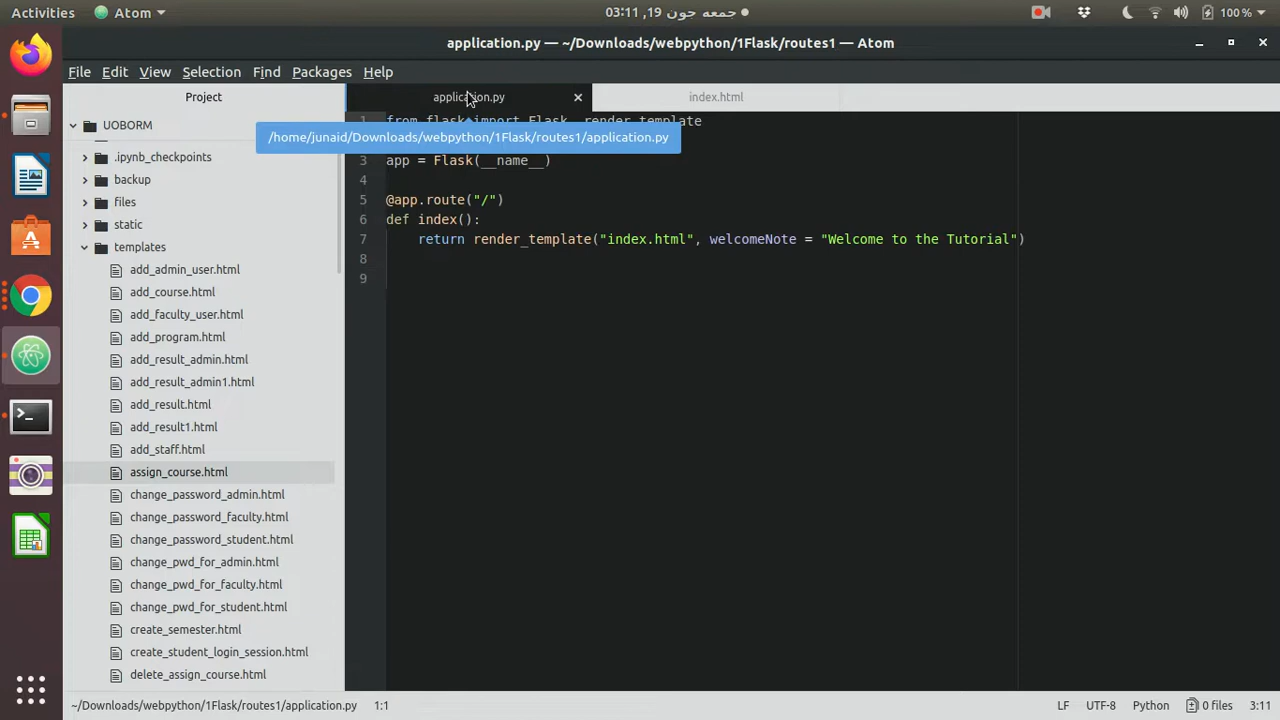 Activities
Atom
جمعه جون 19, 03:11
100 %
application.py — ~/Downloads/webpython/1Flask/routes1 — Atom
File Edit View Selection Find Packages Help
Project
application.py
index.html
UOBORM
.ipynb_checkpoints
backup
files
static
templates
add_admin_user.html
add_course.html
add_faculty_user.html
add_program.html
add_result_admin.html
add_result_admin1.html
add_result.html
add_result1.html
add_staff.html
assign_course.html
change_password_admin.html
change_password_faculty.html
change_password_student.html
change_pwd_for_admin.html
change_pwd_for_faculty.html
change_pwd_for_student.html
create_semester.html
create_student_login_session.html
delete_assign_course.html
1 from flask import Flask, render_template
/home/junaid/Downloads/webpython/1Flask/routes1/application.py
3 app = Flask(__name__)
4
5 @app.route("/")
6 def index():
7 return render_template("index.html", welcomeNote = "Welcome to the Tutorial")
8
9
~/Downloads/webpython/1Flask/routes1/application.py 1:1
LF UTF-8 Python 0 files 3:11